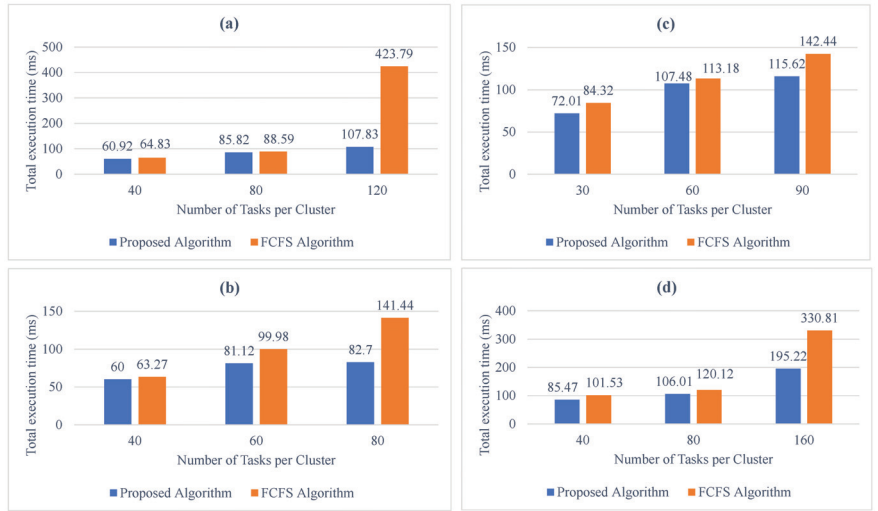 (a)
Total execution time (ms)
500
400
300
200
100
0
60.92 64.83
85.82 88.59
107.83 423.79
40 80 120
Number of Tasks per Cluster
Proposed Algorithm FCFS Algorithm
(c)
Total execution time (ms)
150
100
50
0
72.01 84.32
107.48 113.18
115.62 142.44
30 60 90
Number of Tasks per Cluster
Proposed Algorithm FCFS Algorithm
(b)
Total execution time (ms)
150
100
50
0
60 63.27
81.12 99.98
82.7 141.44
40 60 80
Number of Tasks per Cluster
Proposed Algorithm FCFS Algorithm
(d)
Total execution time (ms)
400
300
200
100
0
85.47 101.53
106.01 120.12
195.22 330.81
40 80 160
Number of Tasks per Cluster
Proposed Algorithm FCFS Algorithm